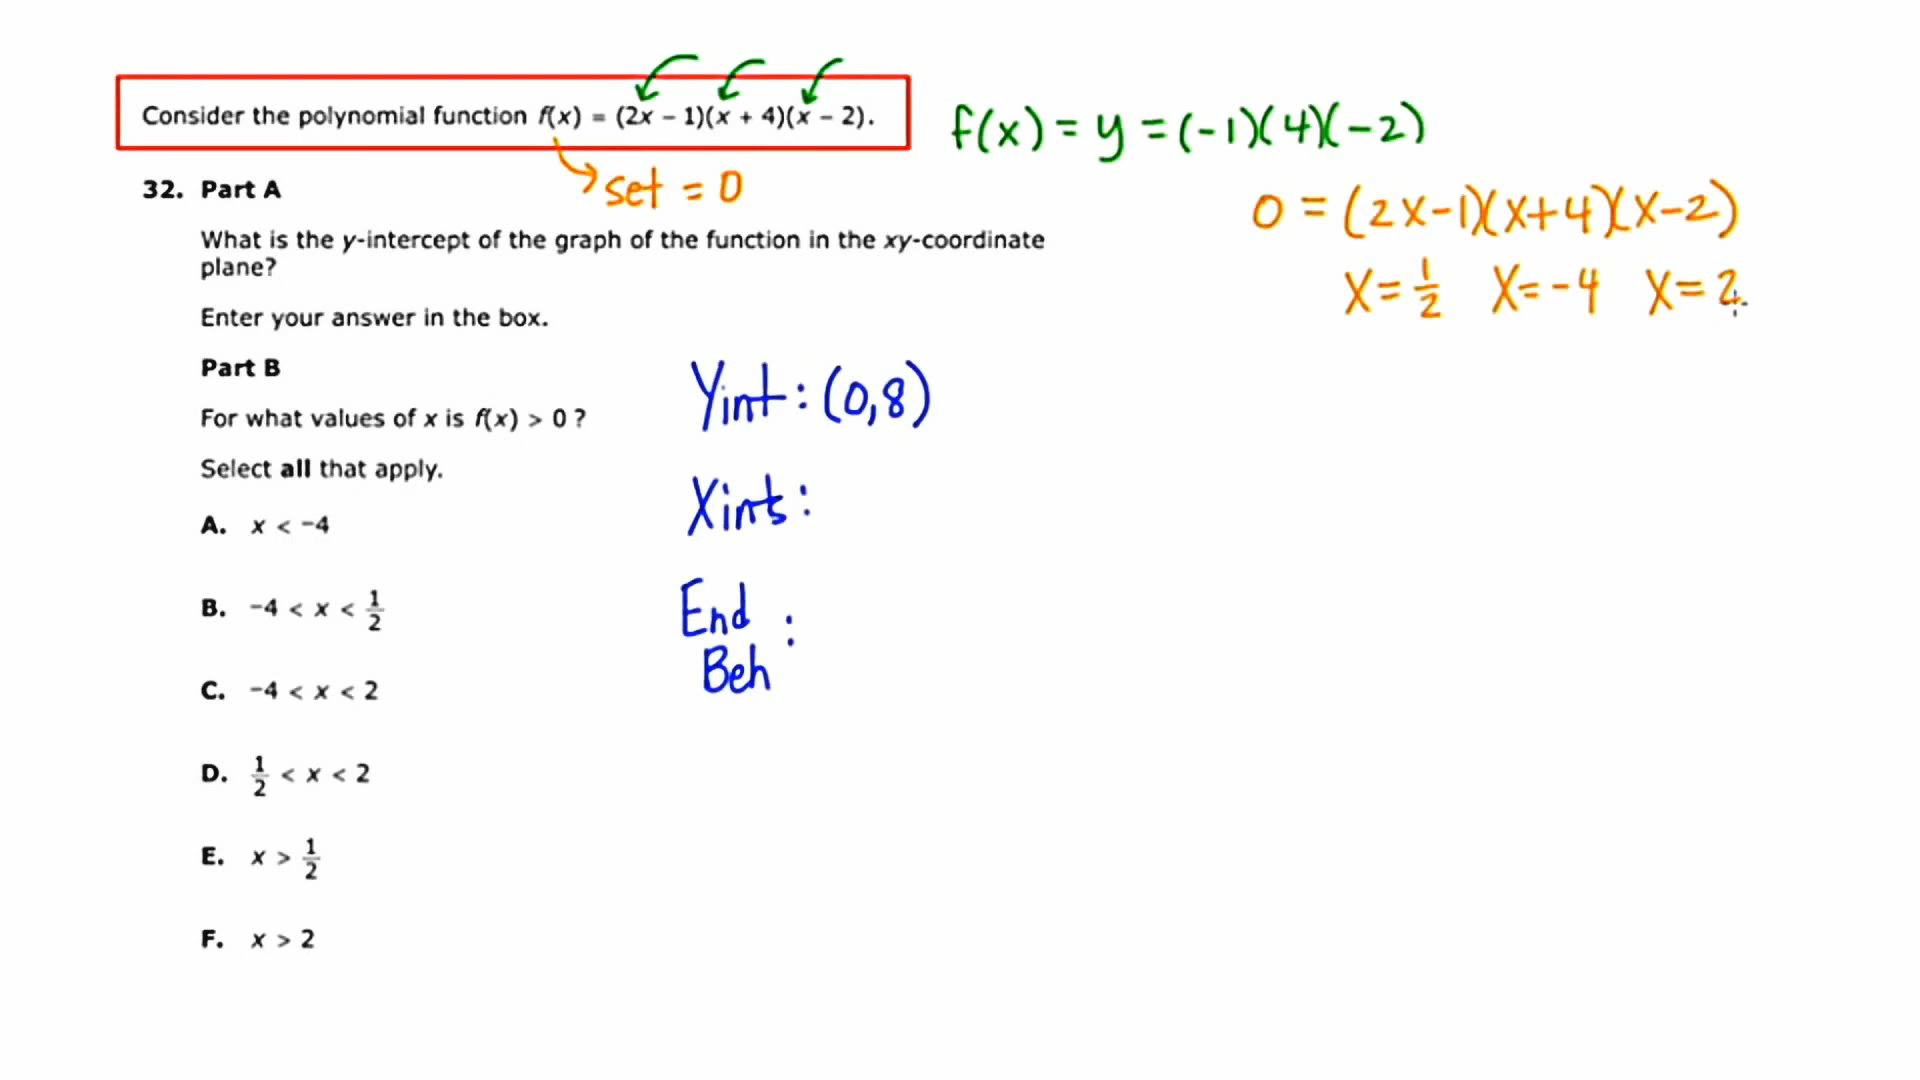 Consider the polynomial function f(x) = (2x − 1)(x + 4)(x − 2).
f(x) = y = (-1)(4)(-2)
set = 0
0 = (2x-1)(x+4)(x-2)
x = 1/2 x = -4 x = 2
32. Part A
What is the y-intercept of the graph of the function in the xy-coordinate
plane?
Enter your answer in the box.
Part B
For what values of x is f(x) > 0 ?
Select all that apply.
A. x < −4
B. −4 < x < 1/2
C. −4 < x < 2
D. 1/2 < x < 2
E. x > 1/2
F. x > 2
Yint : (0,8)
Xints :
End :
Beh